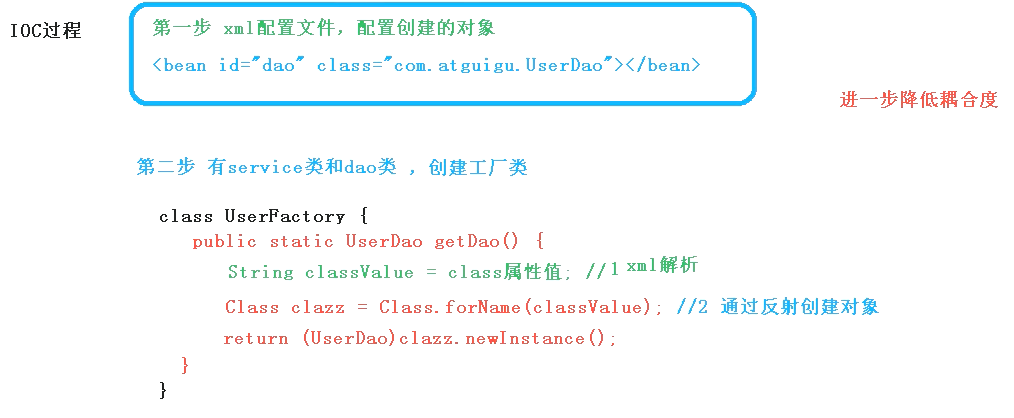 IOC过程
第一步 xml配置文件，配置创建的对象
<bean id="dao" class="com.atguigu.UserDao"></bean>
进一步降低耦合度
第二步 有service类和dao类 ，创建工厂类
class UserFactory {
public static UserDao getDao() {
String classValue = class属性值; //1 xml解析
Class clazz = Class.forName(classValue); //2 通过反射创建对象
return (UserDao)clazz.newInstance();
}
}